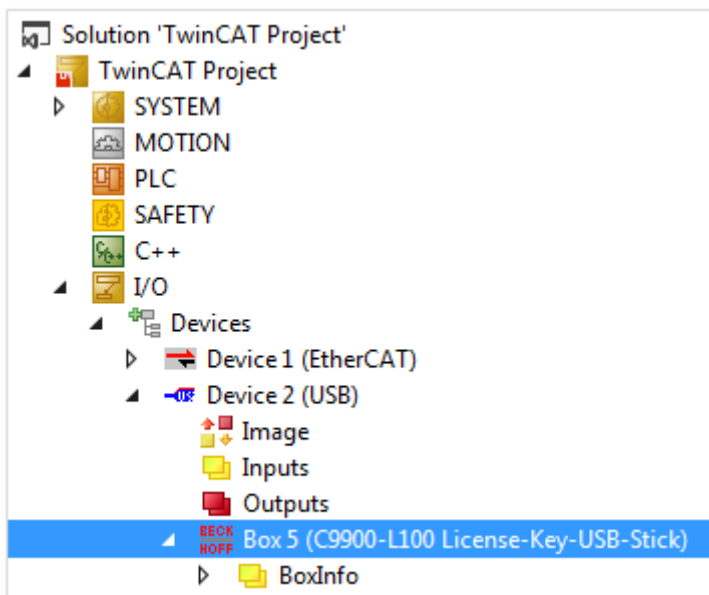 Solution 'TwinCAT Project'
TwinCAT Project
SYSTEM
MOTION
PLC
SAFETY
C++
I/O
Devices
Device 1 (EtherCAT)
Device 2 (USB)
Image
Inputs
Outputs
BECK
HOFF
Box 5 (C9900-L100 License-Key-USB-Stick)
BoxInfo